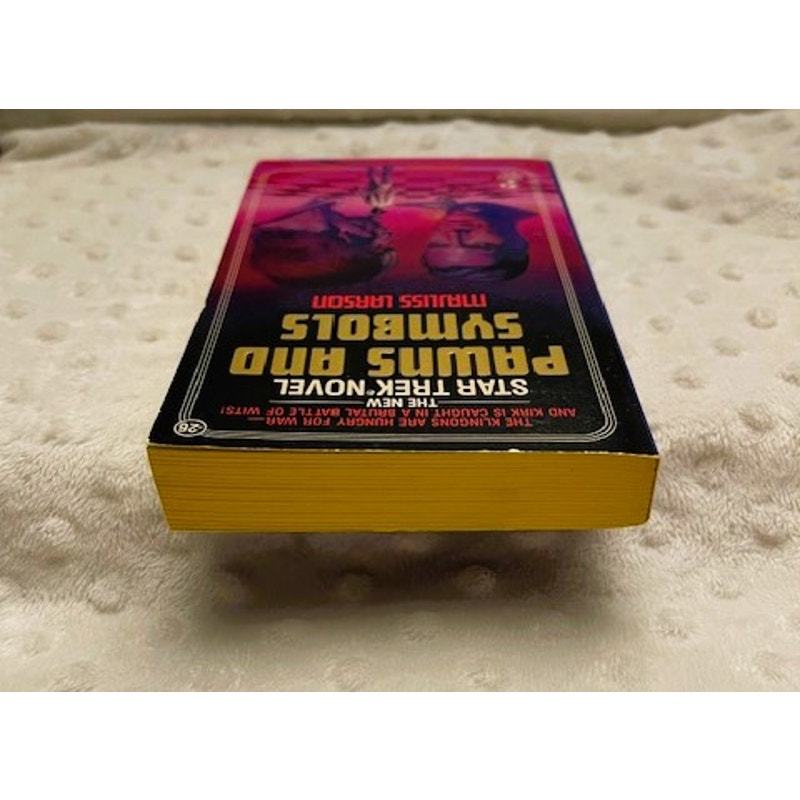 THE KLINGONS ARE HUNGRY FOR WAR—
AND KIRK IS CAUGHT IN A BRUTAL BATTLE OF WITS!
26
—THE NEW—
STAR TREK® NOVEL
PAWNS AND
SYMBOLS
MAJLISS LARSON